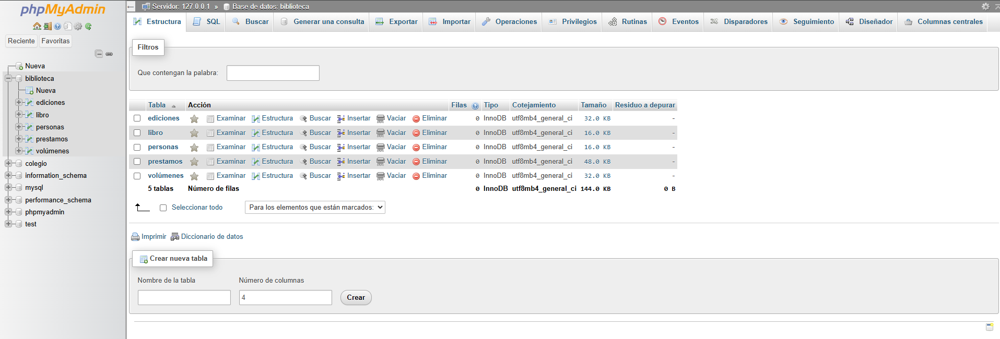 phpMyAdmin
Reciente Favoritas
Nueva
biblioteca
Nueva
ediciones
libro
personas
prestamos
volúmenes
colegio
information_schema
mysql
performance_schema
phpmyadmin
test
Servidor: 127.0.0.1 » Base de datos: biblioteca
Estructura SQL Buscar Generar una consulta Exportar Importar Operaciones Privilegios Rutinas Eventos Disparadores Seguimiento Diseñador Columnas centrales
Filtros
Que contengan la palabra:
Tabla Acción Filas Tipo Cotejamiento Tamaño Residuo a depurar
ediciones Examinar Estructura Buscar Insertar Vaciar Eliminar 0 InnoDB utf8mb4_general_ci 32.0 KB -
libro Examinar Estructura Buscar Insertar Vaciar Eliminar 0 InnoDB utf8mb4_general_ci 16.0 KB -
personas Examinar Estructura Buscar Insertar Vaciar Eliminar 0 InnoDB utf8mb4_general_ci 16.0 KB -
prestamos Examinar Estructura Buscar Insertar Vaciar Eliminar 0 InnoDB utf8mb4_general_ci 48.0 KB -
volúmenes Examinar Estructura Buscar Insertar Vaciar Eliminar 0 InnoDB utf8mb4_general_ci 32.0 KB -
5 tablas Número de filas 0 InnoDB utf8mb4_general_ci 144.0 KB 0 B
Seleccionar todo Para los elementos que están marcados:
Imprimir Diccionario de datos
Crear nueva tabla
Nombre de la tabla Número de columnas
4 Crear